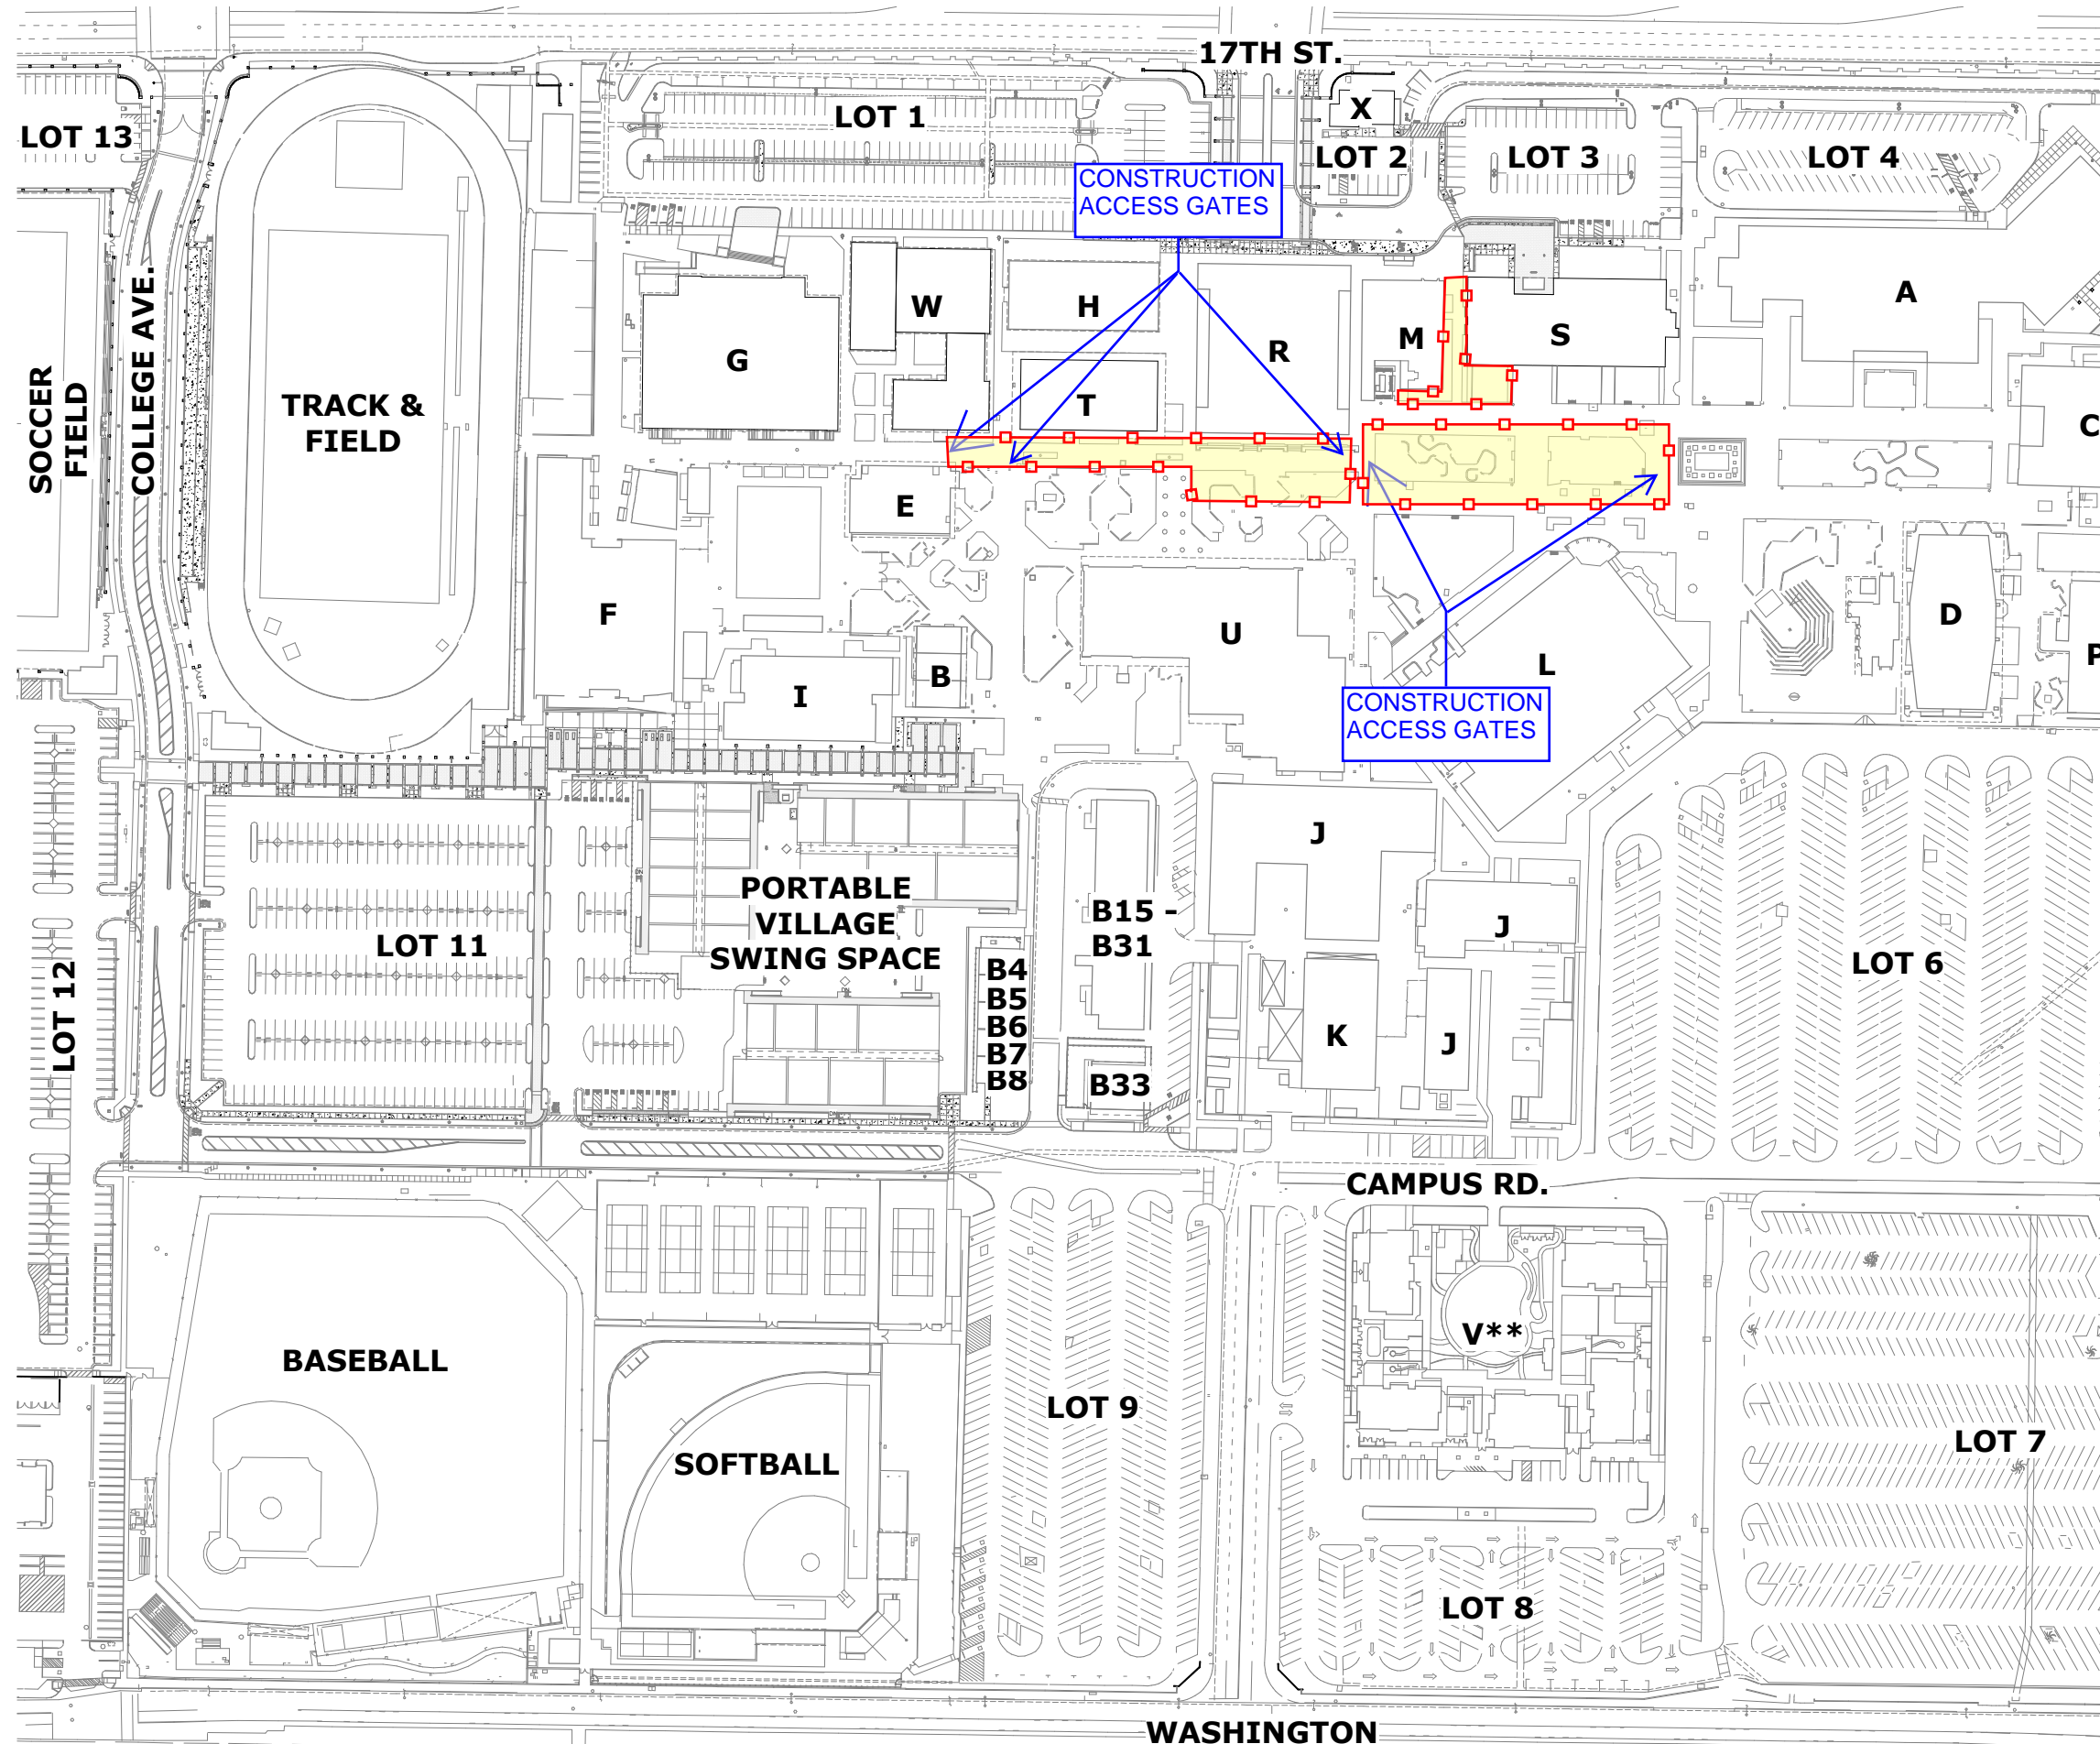 17TH ST.
X
LOT 1
LOT 13
LOT 2
LOT 3
LOT 4
CONSTRUCTION
ACCESS GATES
COLLEGE AVE.
SOCCER
FIELD
TRACK &
FIELD
G
W
H
T
R
M
S
A
C
E
F
I
B
U
L
D
P
CONSTRUCTION
ACCESS GATES
J
J
J
K
PORTABLE
VILLAGE
SWING SPACE
B15 -
B31
B4
B5
B6
B7
B8
B33
LOT 11
LOT 12
LOT 6
CAMPUS RD.
V**
BASEBALL
SOFTBALL
LOT 9
LOT 7
LOT 8
WASHINGTON